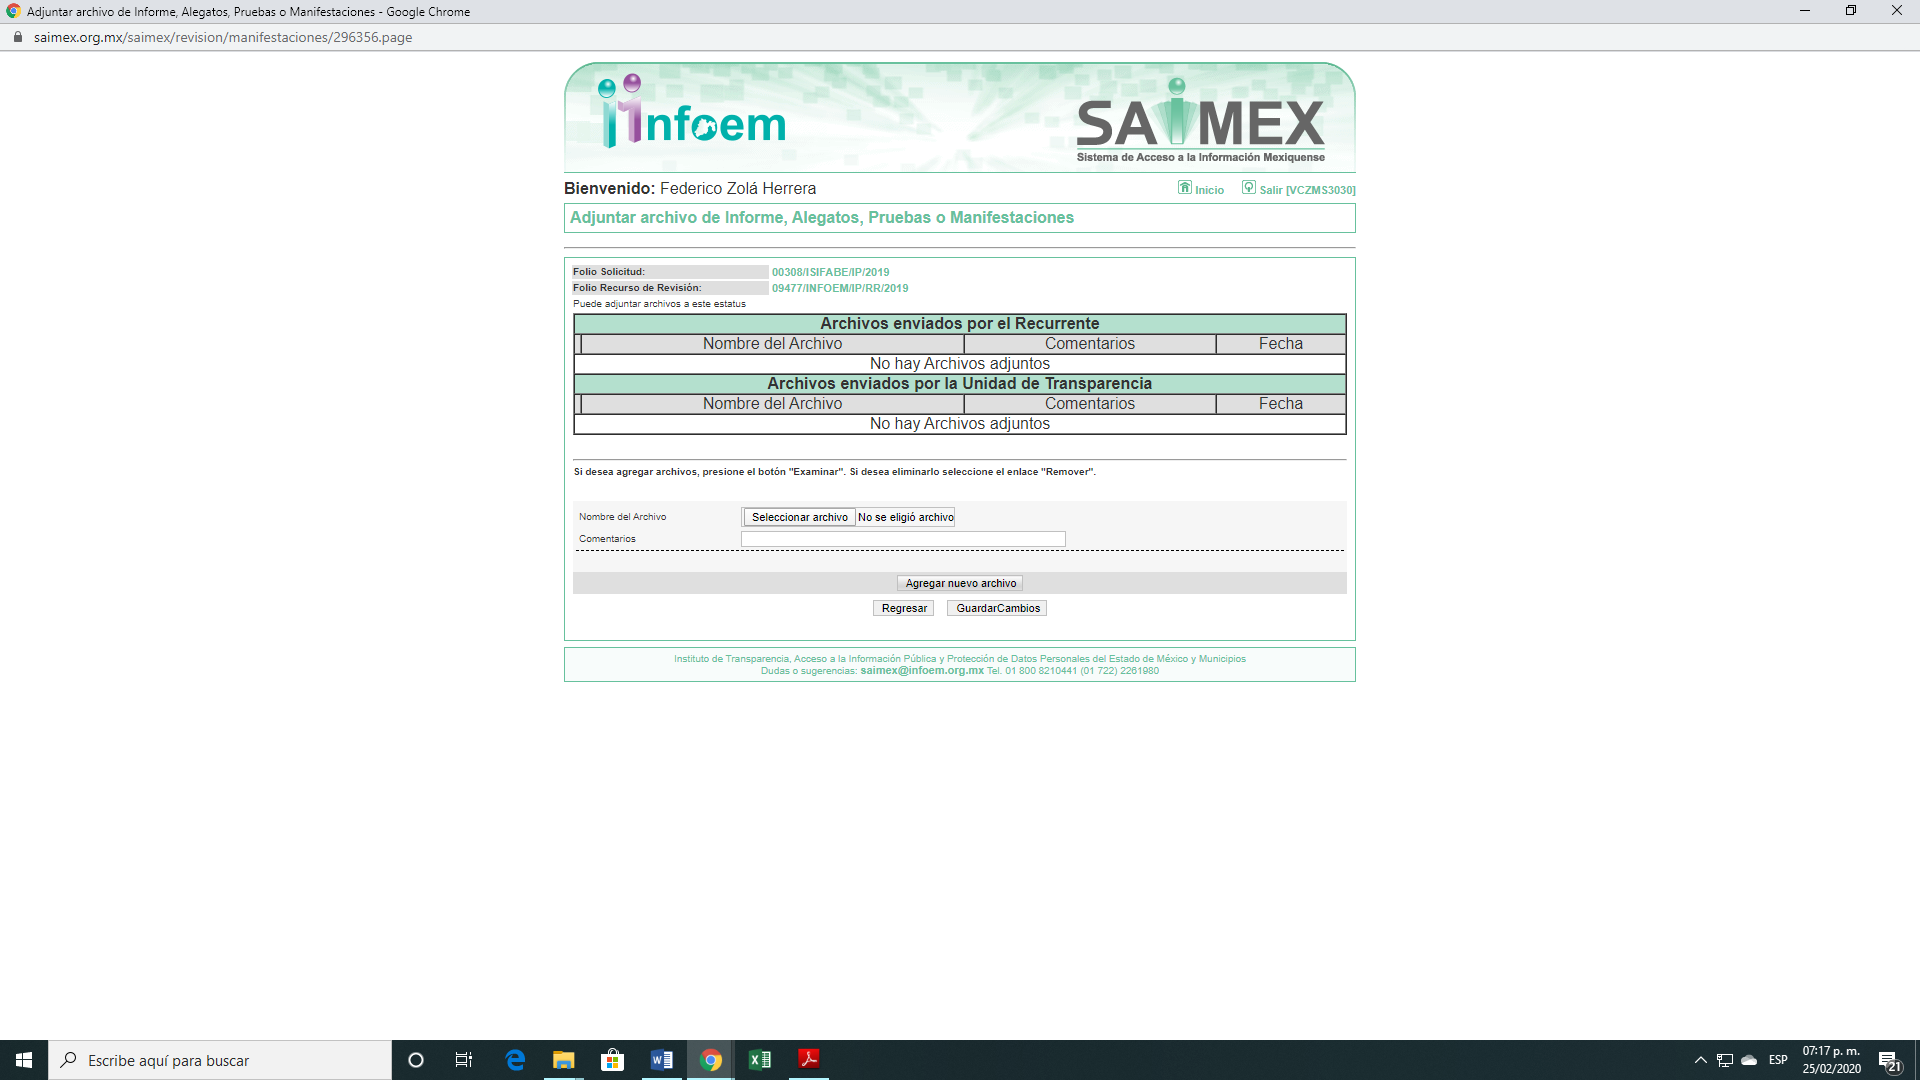 Adjuntar archivo de Informe, Alegatos, Pruebas o Manifestaciones - Google Chrome
saimex.org.mx/saimex/revision/manifestaciones/296356.page
infoem
SAIMEX
Sistema de Acceso a la Información Mexiquense
Bienvenido: Federico Zolá Herrera
Inicio
Salir [VCZMS3030]
Adjuntar archivo de Informe, Alegatos, Pruebas o Manifestaciones
Folio Solicitud: 00308/ISIFABE/IP/2019
Folio Recurso de Revisión: 09477/INFOEM/IP/RR/2019
Puede adjuntar archivos a este estatus
Archivos enviados por el Recurrente
Nombre del Archivo Comentarios Fecha
No hay Archivos adjuntos
Archivos enviados por la Unidad de Transparencia
Nombre del Archivo Comentarios Fecha
No hay Archivos adjuntos
Si desea agregar archivos, presione el botón "Examinar". Si desea eliminarlo seleccione el enlace "Remover".
Nombre del Archivo Seleccionar archivo No se eligió archivo
Comentarios
Agregar nuevo archivo
Regresar GuardarCambios
Instituto de Transparencia, Acceso a la Información Pública y Protección de Datos Personales del Estado de México y Municipios
Dudas o sugerencias: saimex@infoem.org.mx Tel. 01 800 8210441 (01 722) 2261980
Escribe aquí para buscar
ESP
07:17 p. m.
25/02/2020
21